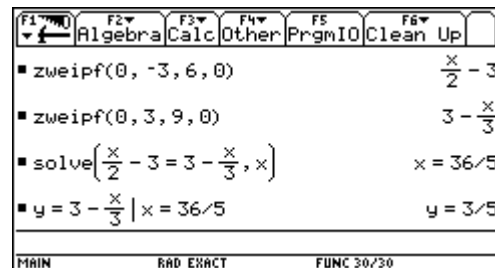 F1 F2 F3 F4 F5 F6
Algebra Calc Other PrgmIO Clean Up
▪ zweipf(0, ⁻3,6,0) x/2 - 3
▪ zweipf(0,3,9,0) 3 - x/3
▪ solve(x/2 - 3 = 3 - x/3, x) x = 36/5
▪ y = 3 - x/3 | x = 36/5 y = 3/5
MAIN RAD EXACT FUNC 30/30